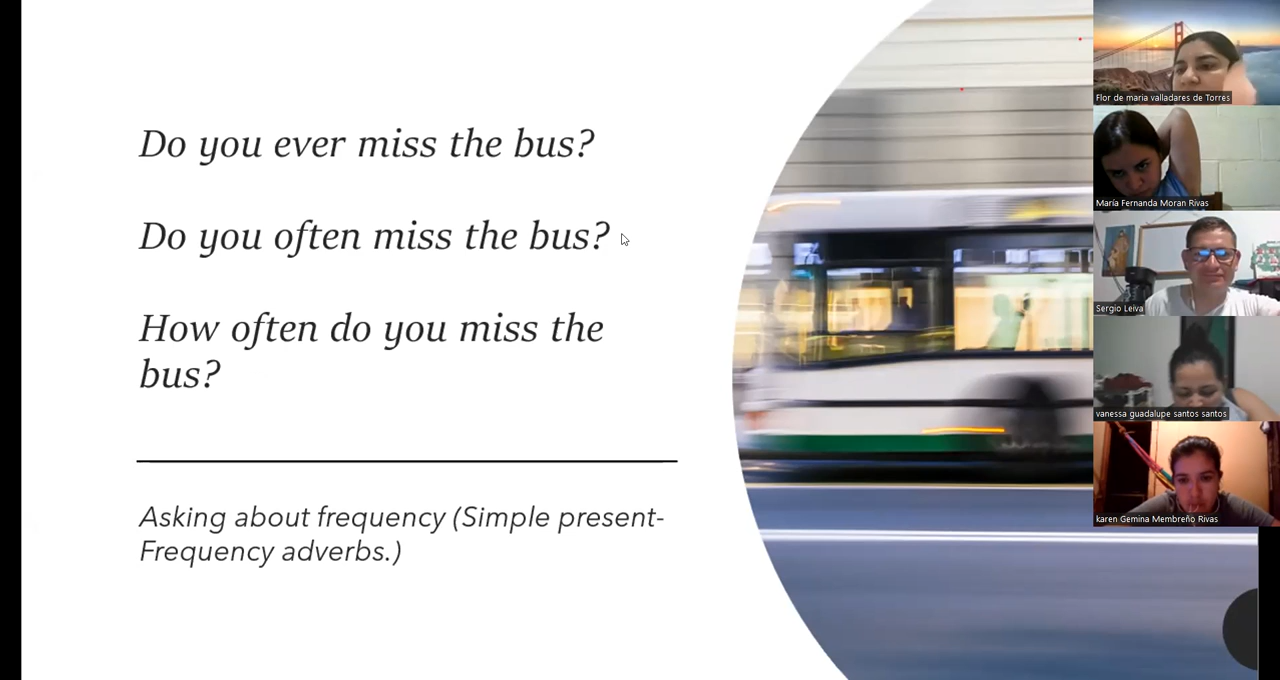 Do you ever miss the bus?
Do you often miss the bus?
How often do you miss the
bus?
Asking about frequency (Simple present-
Frequency adverbs.)
Flor de maria valladares de Torres
María Fernanda Moran Rivas
Sergio Leiva
vanessa guadalupe santos santos
karen Gemina Membreño Rivas